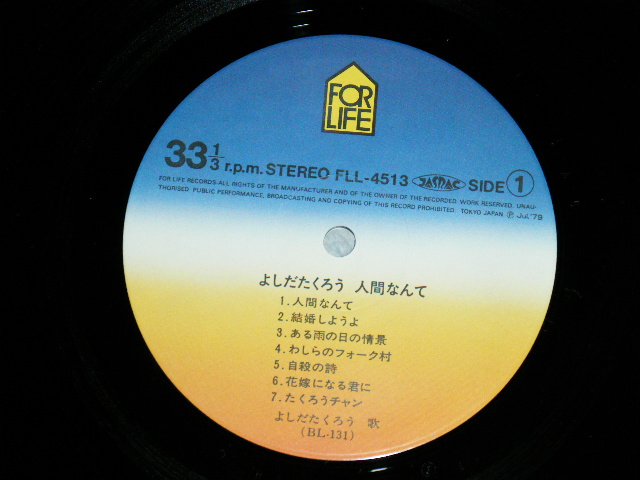 FOR
LIFE
33 1/3 r.p.m. STEREO FLL-4513 JASRAC SIDE 1
FOR LIFE RECORDS-ALL RIGHTS OF THE MANUFACTURER AND OF THE OWNER OF THE RECORDED WORK RESERVED. UNAU-
THORISED PUBLIC PERFORMANCE, BROADCASTING AND COPYING OF THIS RECORD PROHIBITED. TOKYO JAPAN Ⓟ Jul.'79
よしだたくろう 人間なんて
1. 人間なんて
2. 結婚しようよ
3. ある雨の日の情景
4. わしらのフォーク村
5. 自殺の詩
6. 花嫁になる君に
7. たくろうチャン
よしだたくろう 歌
(BL-131)